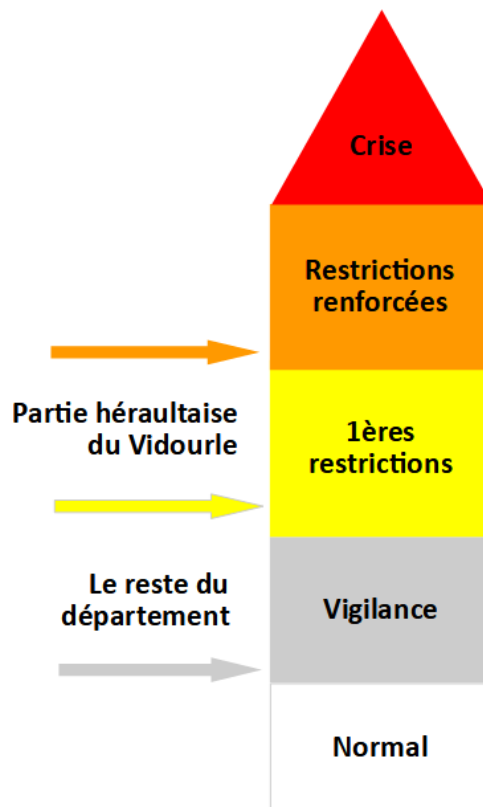 Crise
Restrictions
renforcées
Partie héraultaise
du Vidourle
1ères
restrictions
Le reste du
département
Vigilance
Normal